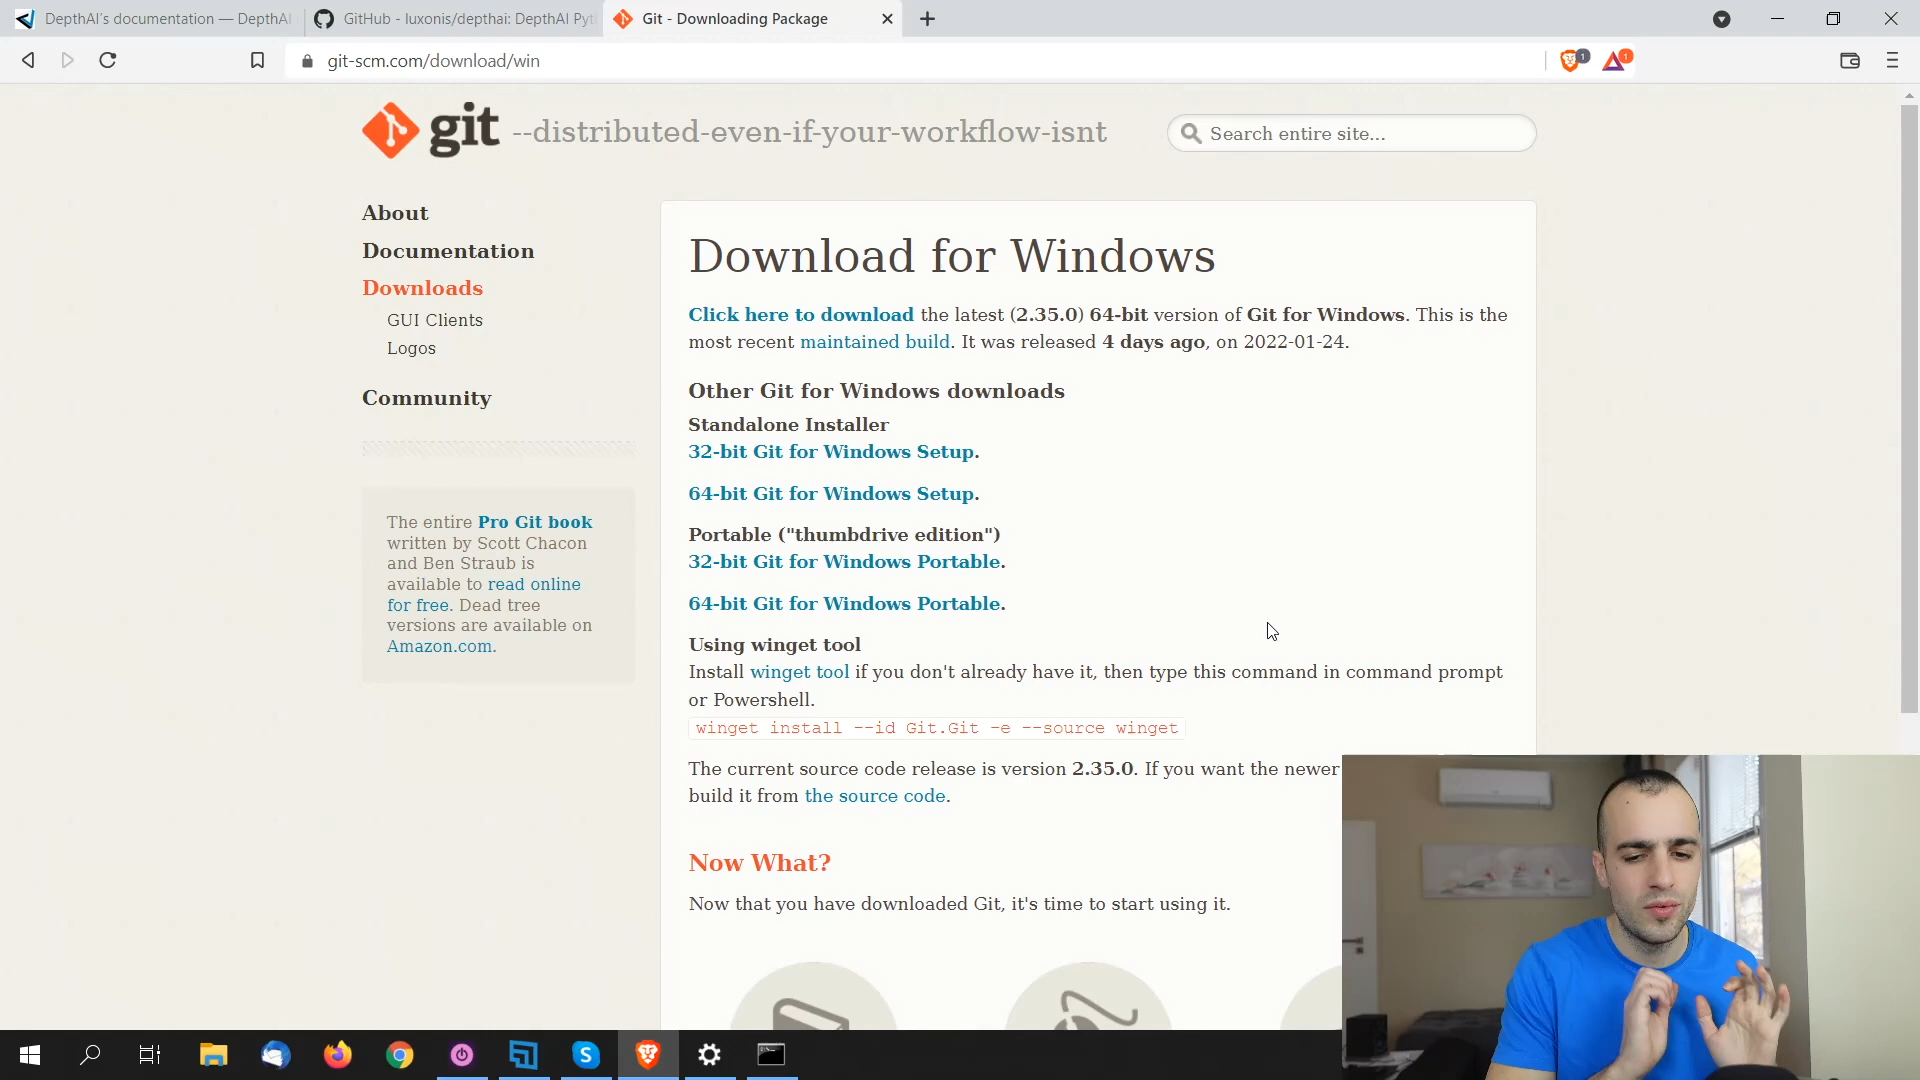 DepthAI's documentation — DepthAI
GitHub - luxonis/depthai: DepthAI Pyt
Git - Downloading Package
git-scm.com/download/win
1
1
git --distributed-even-if-your-workflow-isnt
Search entire site...
About
Documentation
Downloads
GUI Clients
Logos
Community
The entire Pro Git book
written by Scott Chacon
and Ben Straub is
available to read online
for free. Dead tree
versions are available on
Amazon.com.
Download for Windows
Click here to download the latest (2.35.0) 64-bit version of Git for Windows. This is the
most recent maintained build. It was released 4 days ago, on 2022-01-24.
Other Git for Windows downloads
Standalone Installer
32-bit Git for Windows Setup.
64-bit Git for Windows Setup.
Portable ("thumbdrive edition")
32-bit Git for Windows Portable.
64-bit Git for Windows Portable.
Using winget tool
Install winget tool if you don't already have it, then type this command in command prompt
or Powershell.
winget install --id Git.Git -e --source winget
The current source code release is version 2.35.0. If you want the newer
build it from the source code.
Now What?
Now that you have downloaded Git, it's time to start using it.